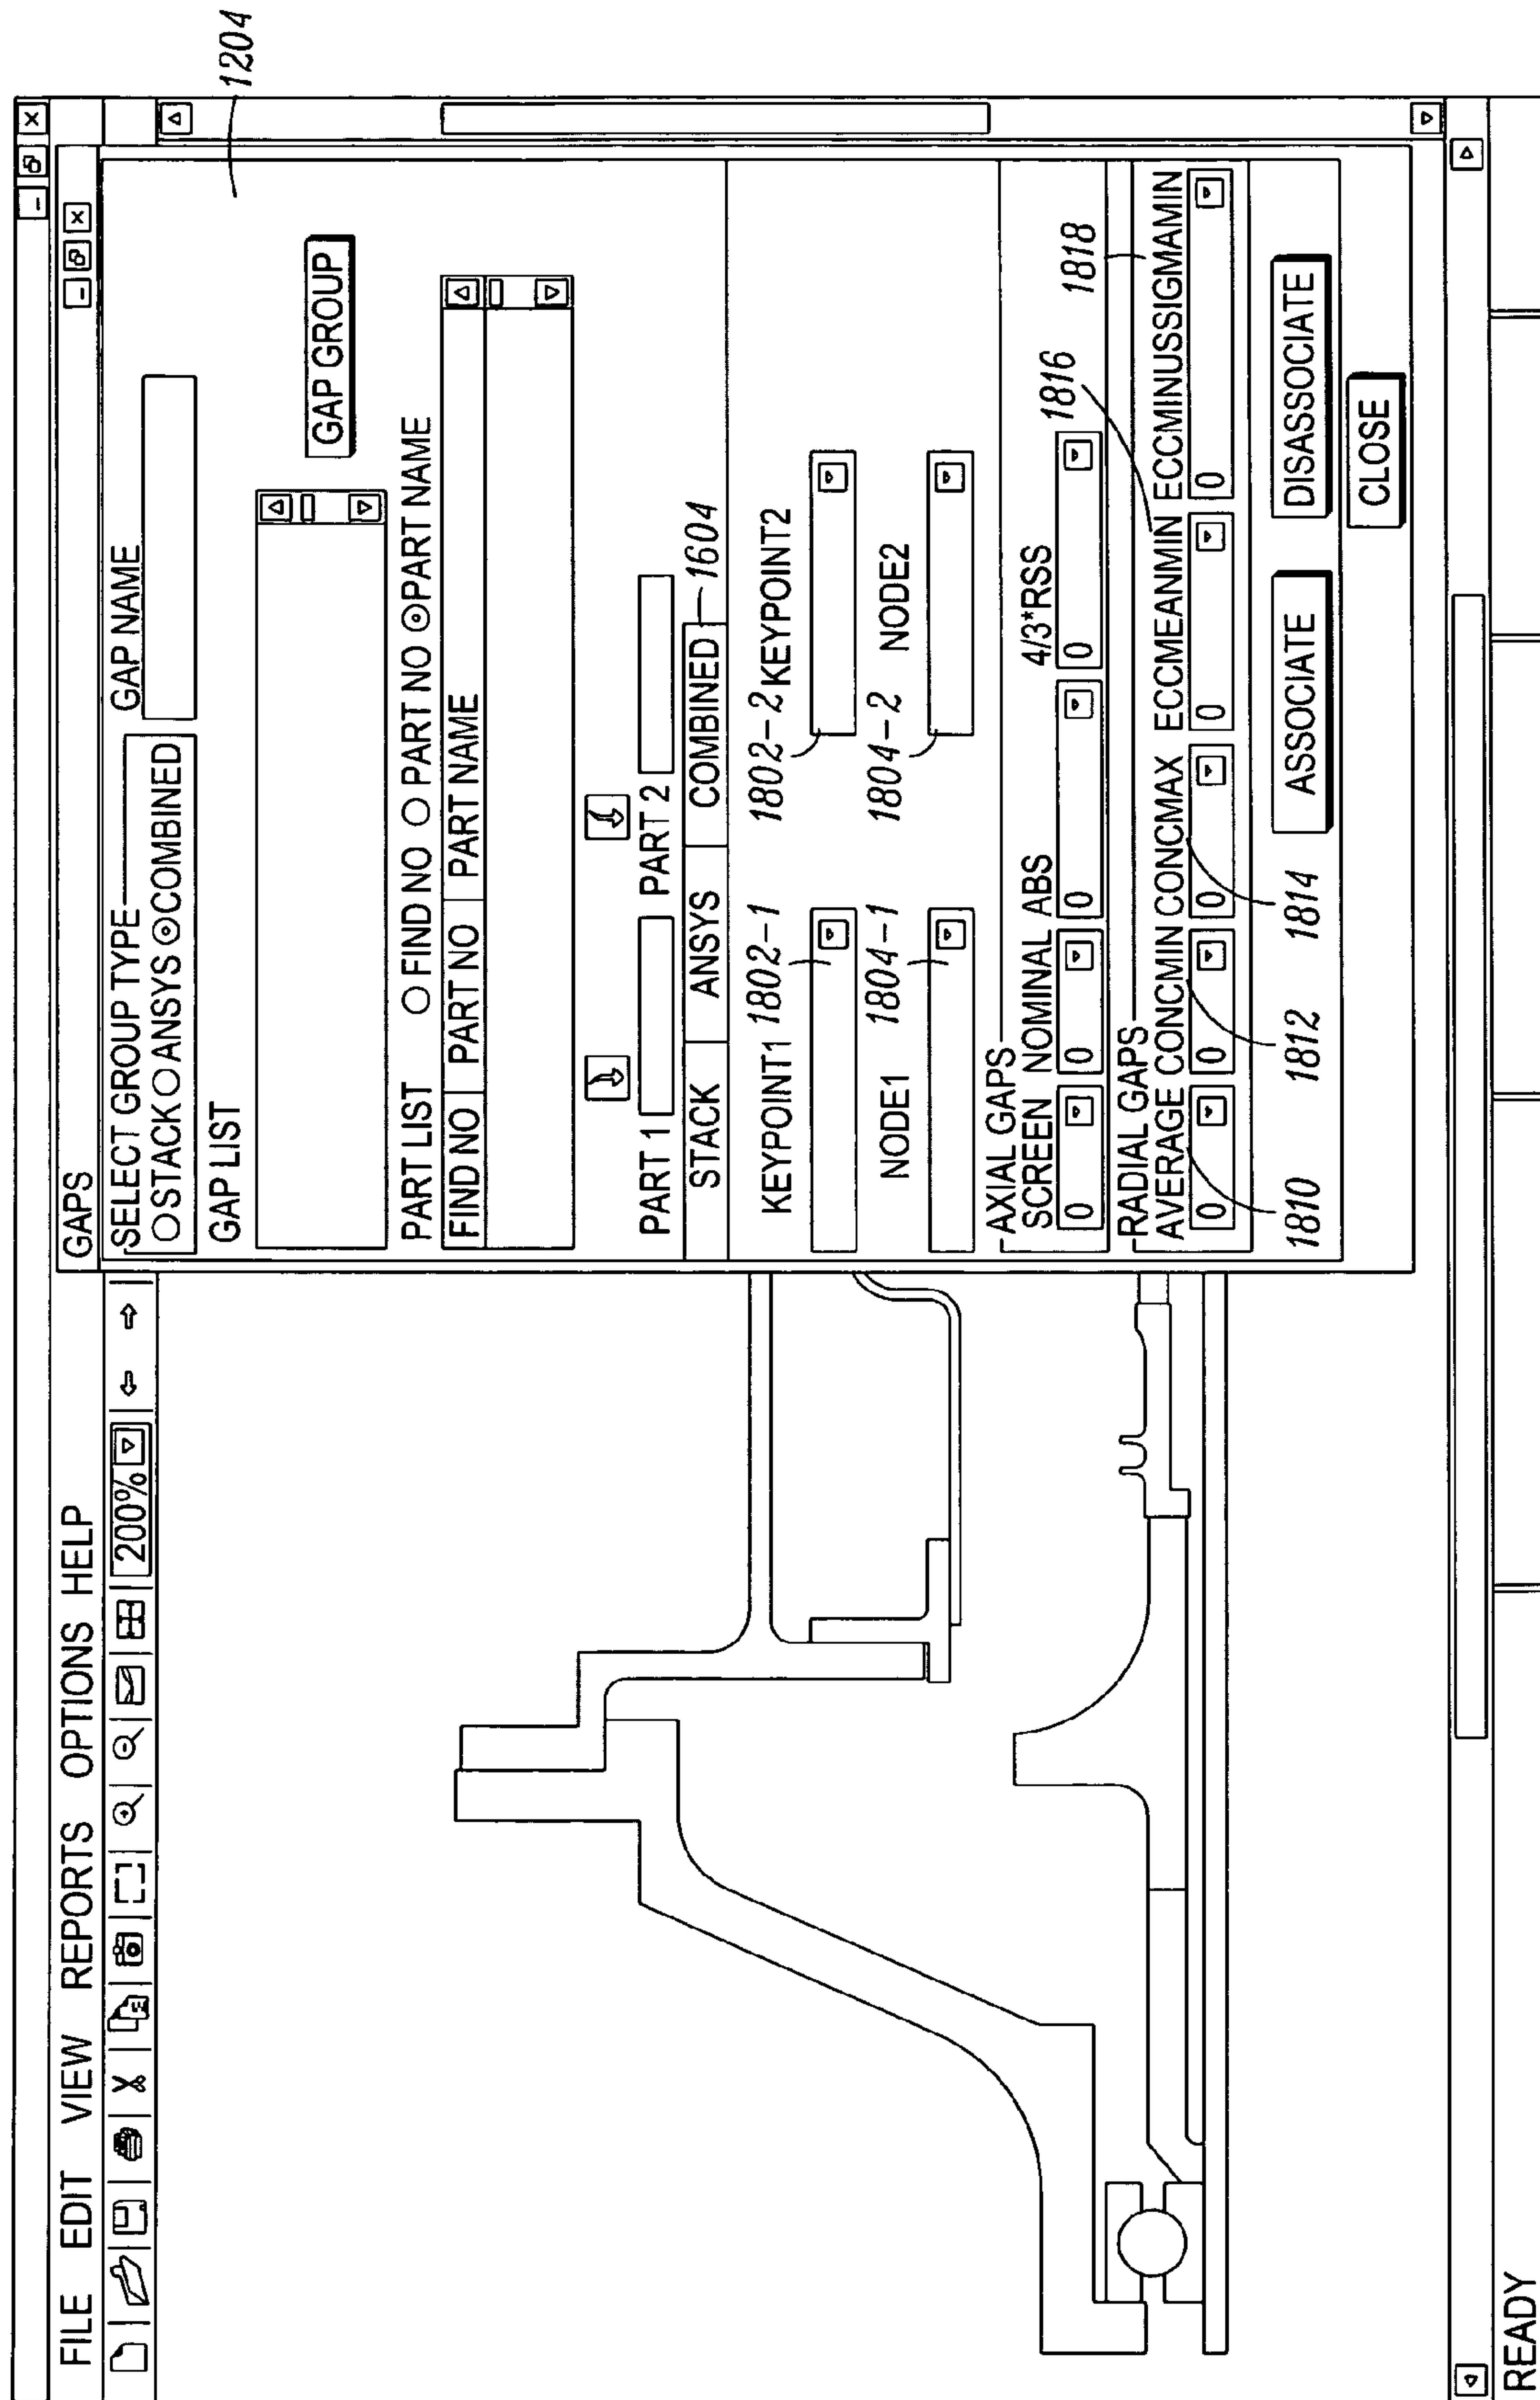 FILE EDIT VIEW REPORTS OPTIONS HELP
200%
GAPS
1204
SELECT GROUP TYPE
STACK ANSYS COMBINED
GAP NAME
GAP LIST
GAP GROUP
PART LIST FIND NO PART NO PART NAME
FIND NO PART NO PART NAME
PART 1 PART 2
STACK ANSYS COMBINED 1604
KEYPOINT1 1802-1 1802-2 KEYPOINT2
NODE1 1804-1 1804-2 NODE2
AXIAL GAPS
SCREEN NOMINAL ABS 4/3*RSS 1816 1818
0 0 0 0
RADIAL GAPS
AVERAGE CONCMIN CONCMAX ECCMEANMIN ECCMINUSSIGMAMIN
0 0 0 0 0
1810 1812 1814
ASSOCIATE DISASSOCIATE
CLOSE
READY